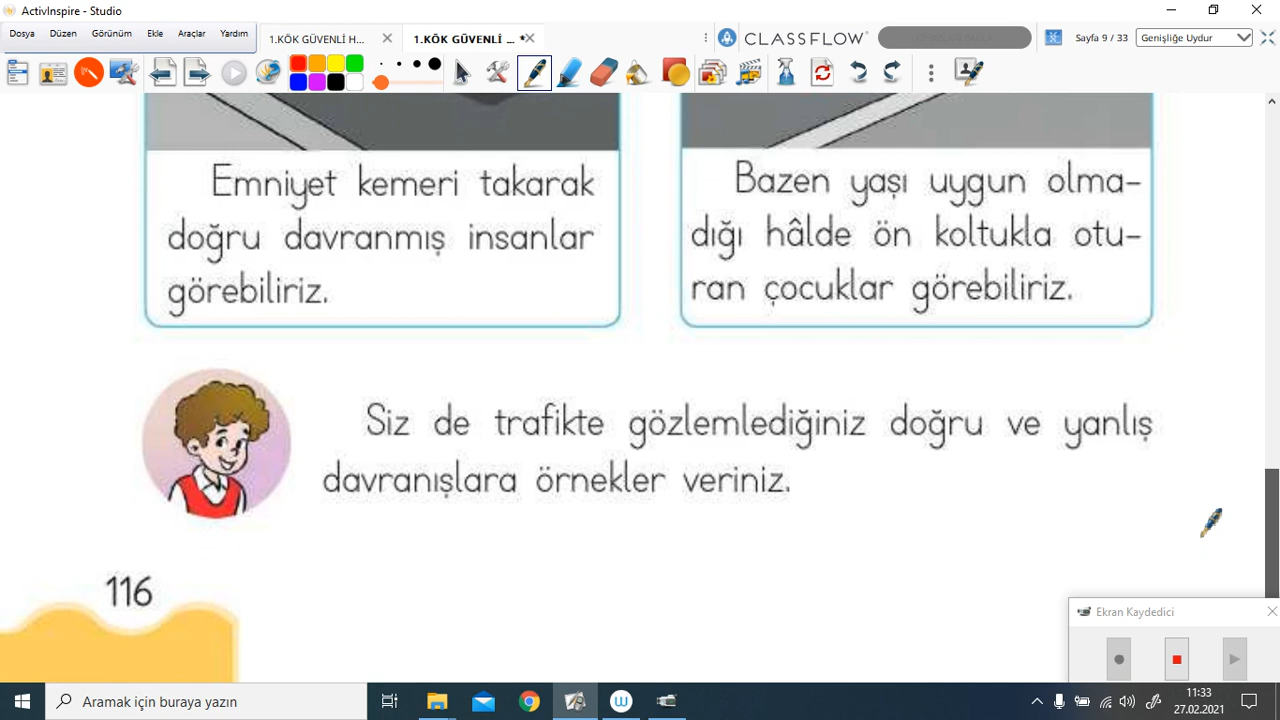 ActivInspire - Studio
Dosya Düzen Görünüm Ekle Araçlar Yardım
1.KÖK GÜVENLİ H...
1.KÖK GÜVENLİ ... *
CLASSFLOW
Sayfa 9 / 33
Genişliğe Uydur
Emniyet kemeri takarak
doğru davranmış insanlar
görebiliriz.
Bazen yaşı uygun olma-
dığı hâlde ön koltukla otu-
ran çocuklar görebiliriz.
Siz de trafikte gözlemlediğiniz doğru ve yanlış
davranışlara örnekler veriniz.
116
Ekran Kaydedici
Aramak için buraya yazın
11:33
27.02.2021